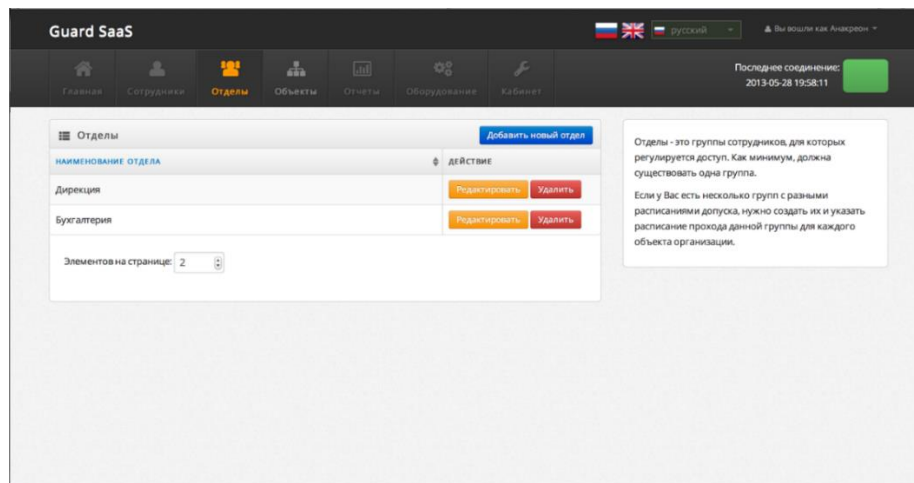 Guard SaaS
русский
Вы вошли как Анакреон
Главная
Сотрудники
Отделы
Объекты
Отчеты
Оборудование
Кабинет
Последнее соединение:
2013-05-28 19:58:11
Отделы
Добавить новый отдел
НАИМЕНОВАНИЕ ОТДЕЛА
ДЕЙСТВИЕ
Дирекция
Редактировать
Удалить
Бухгалтерия
Редактировать
Удалить
Элементов на странице: 2
Отделы - это группы сотрудников, для которых
регулируется доступ. Как минимум, должна
существовать одна группа.
Если у Вас есть несколько групп с разными
расписаниями допуска, нужно создать их и указать
расписание прохода данной группы для каждого
объекта организации.